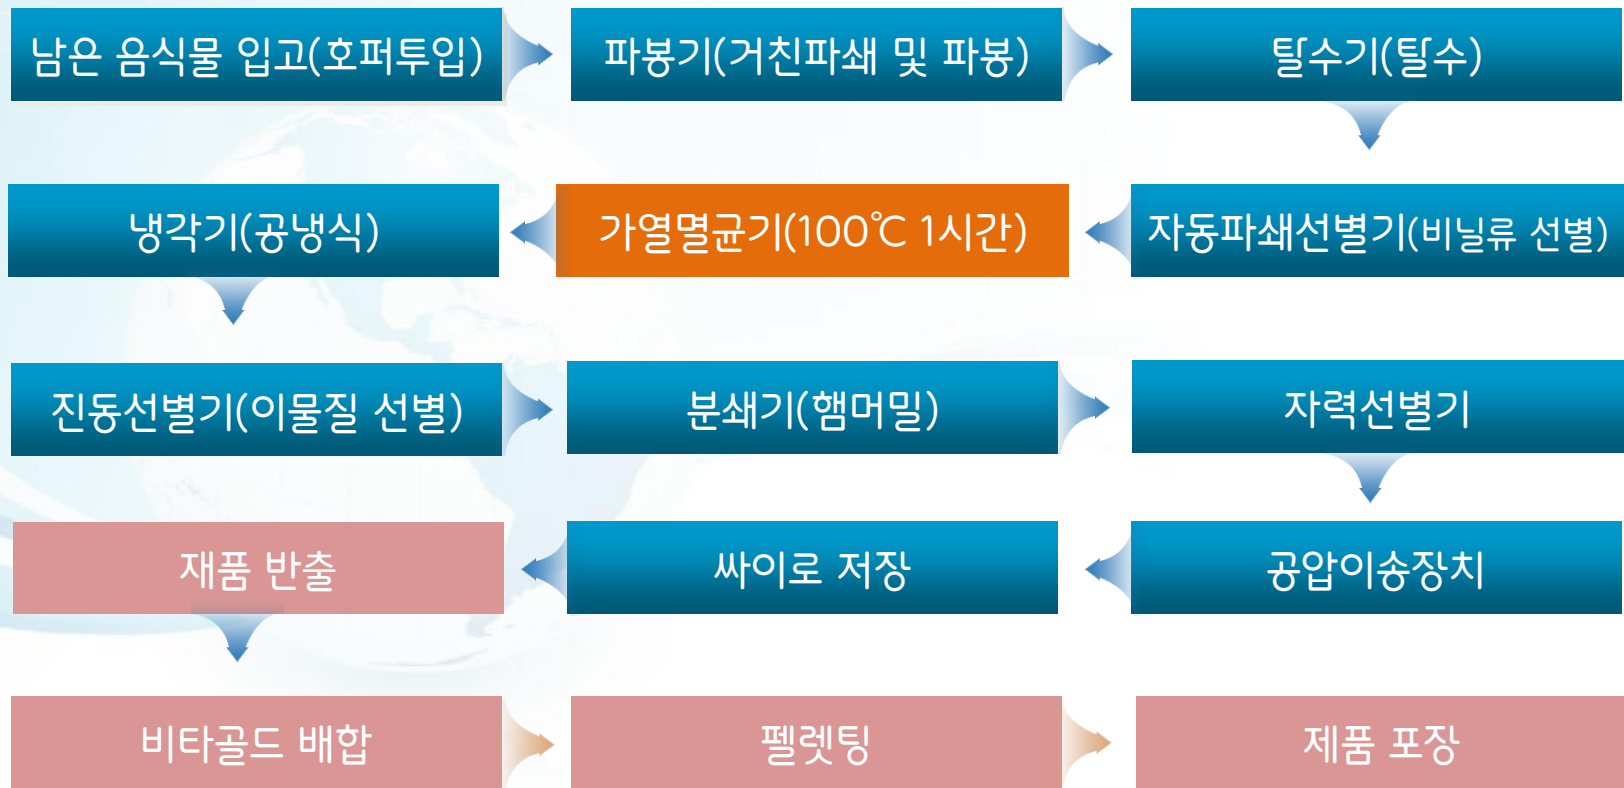 남은 음식물 입고(호퍼투입)
파봉기(거친파쇄 및 파봉)
탈수기(탈수)
자동파쇄선별기(비닐류 선별)
가열멸균기(100℃ 1시간)
냉각기(공냉식)
진동선별기(이물질 선별)
분쇄기(햄머밀)
자력선별기
공압이송장치
싸이로 저장
재품 반출
비타골드 배합
펠렛팅
제품 포장